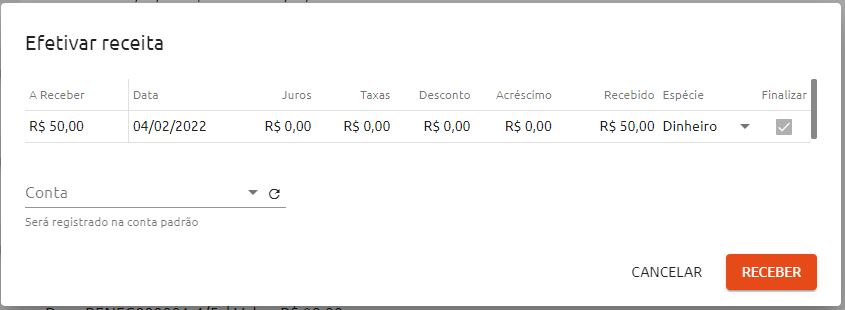 Efetivar receita
A Receber Data Juros Taxas Desconto Acréscimo Recebido Espécie Finalizar
R$ 50,00 04/02/2022 R$ 0,00 R$ 0,00 R$ 0,00 R$ 0,00 R$ 50,00 Dinheiro
Conta
Será registrado na conta padrão
CANCELAR RECEBER